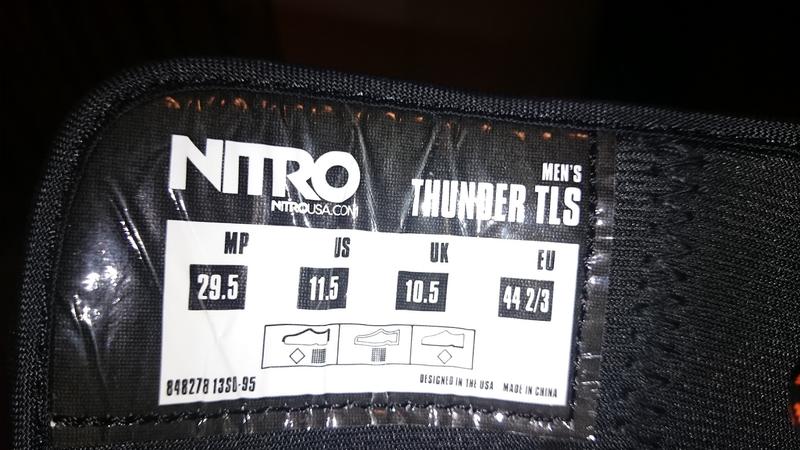 NITRO
NITROUSA.COM
MEN'S
THUNDER TLS
MP US UK EU
29.5 11.5 10.5 44 2/3
848278 13SD-95 DESIGNED IN THE USA MADE IN CHINA